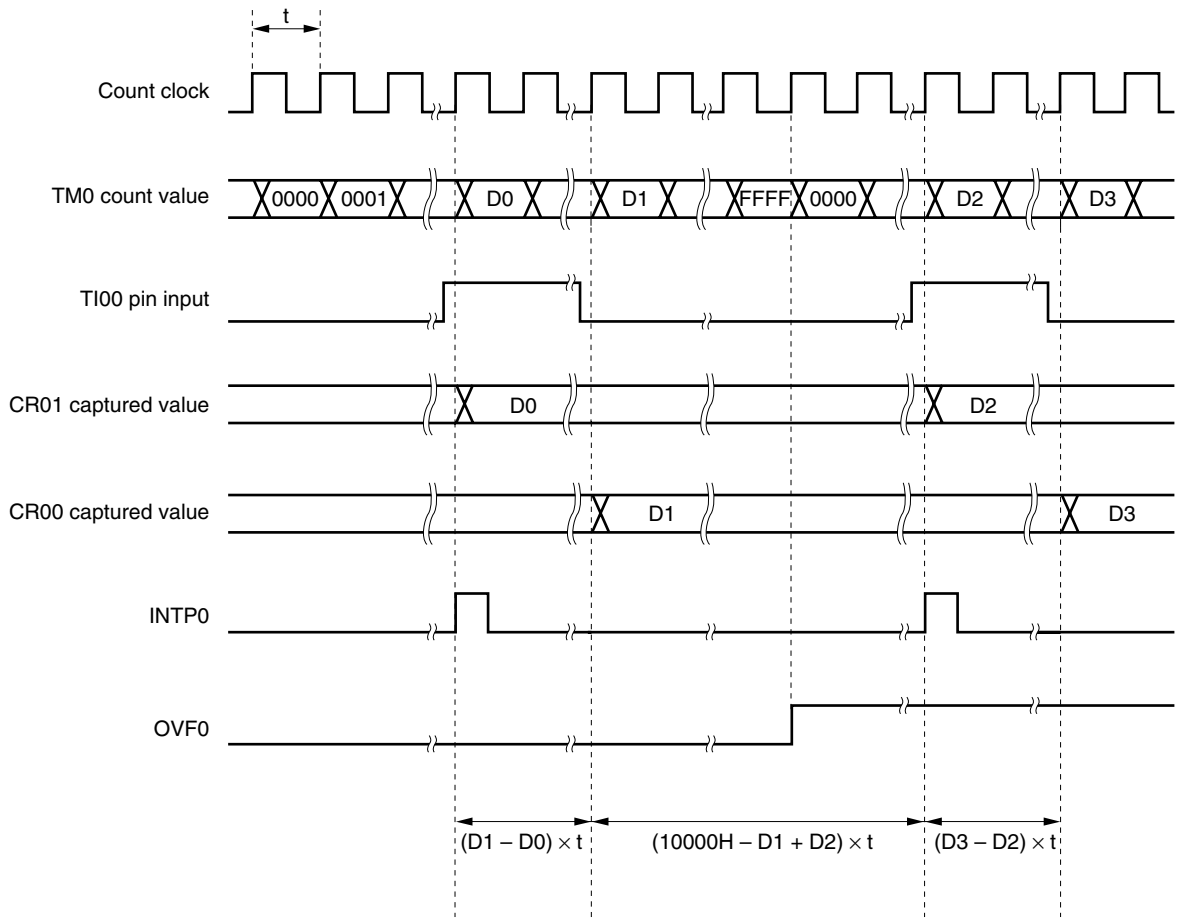 t
Count clock
TM0 count value 0000 0001 D0 D1 FFFF 0000 D2 D3
TI00 pin input
CR01 captured value D0 D2
CR00 captured value D1 D3
INTP0
OVF0
(D1 – D0) × t (10000H – D1 + D2) × t (D3 – D2) × t